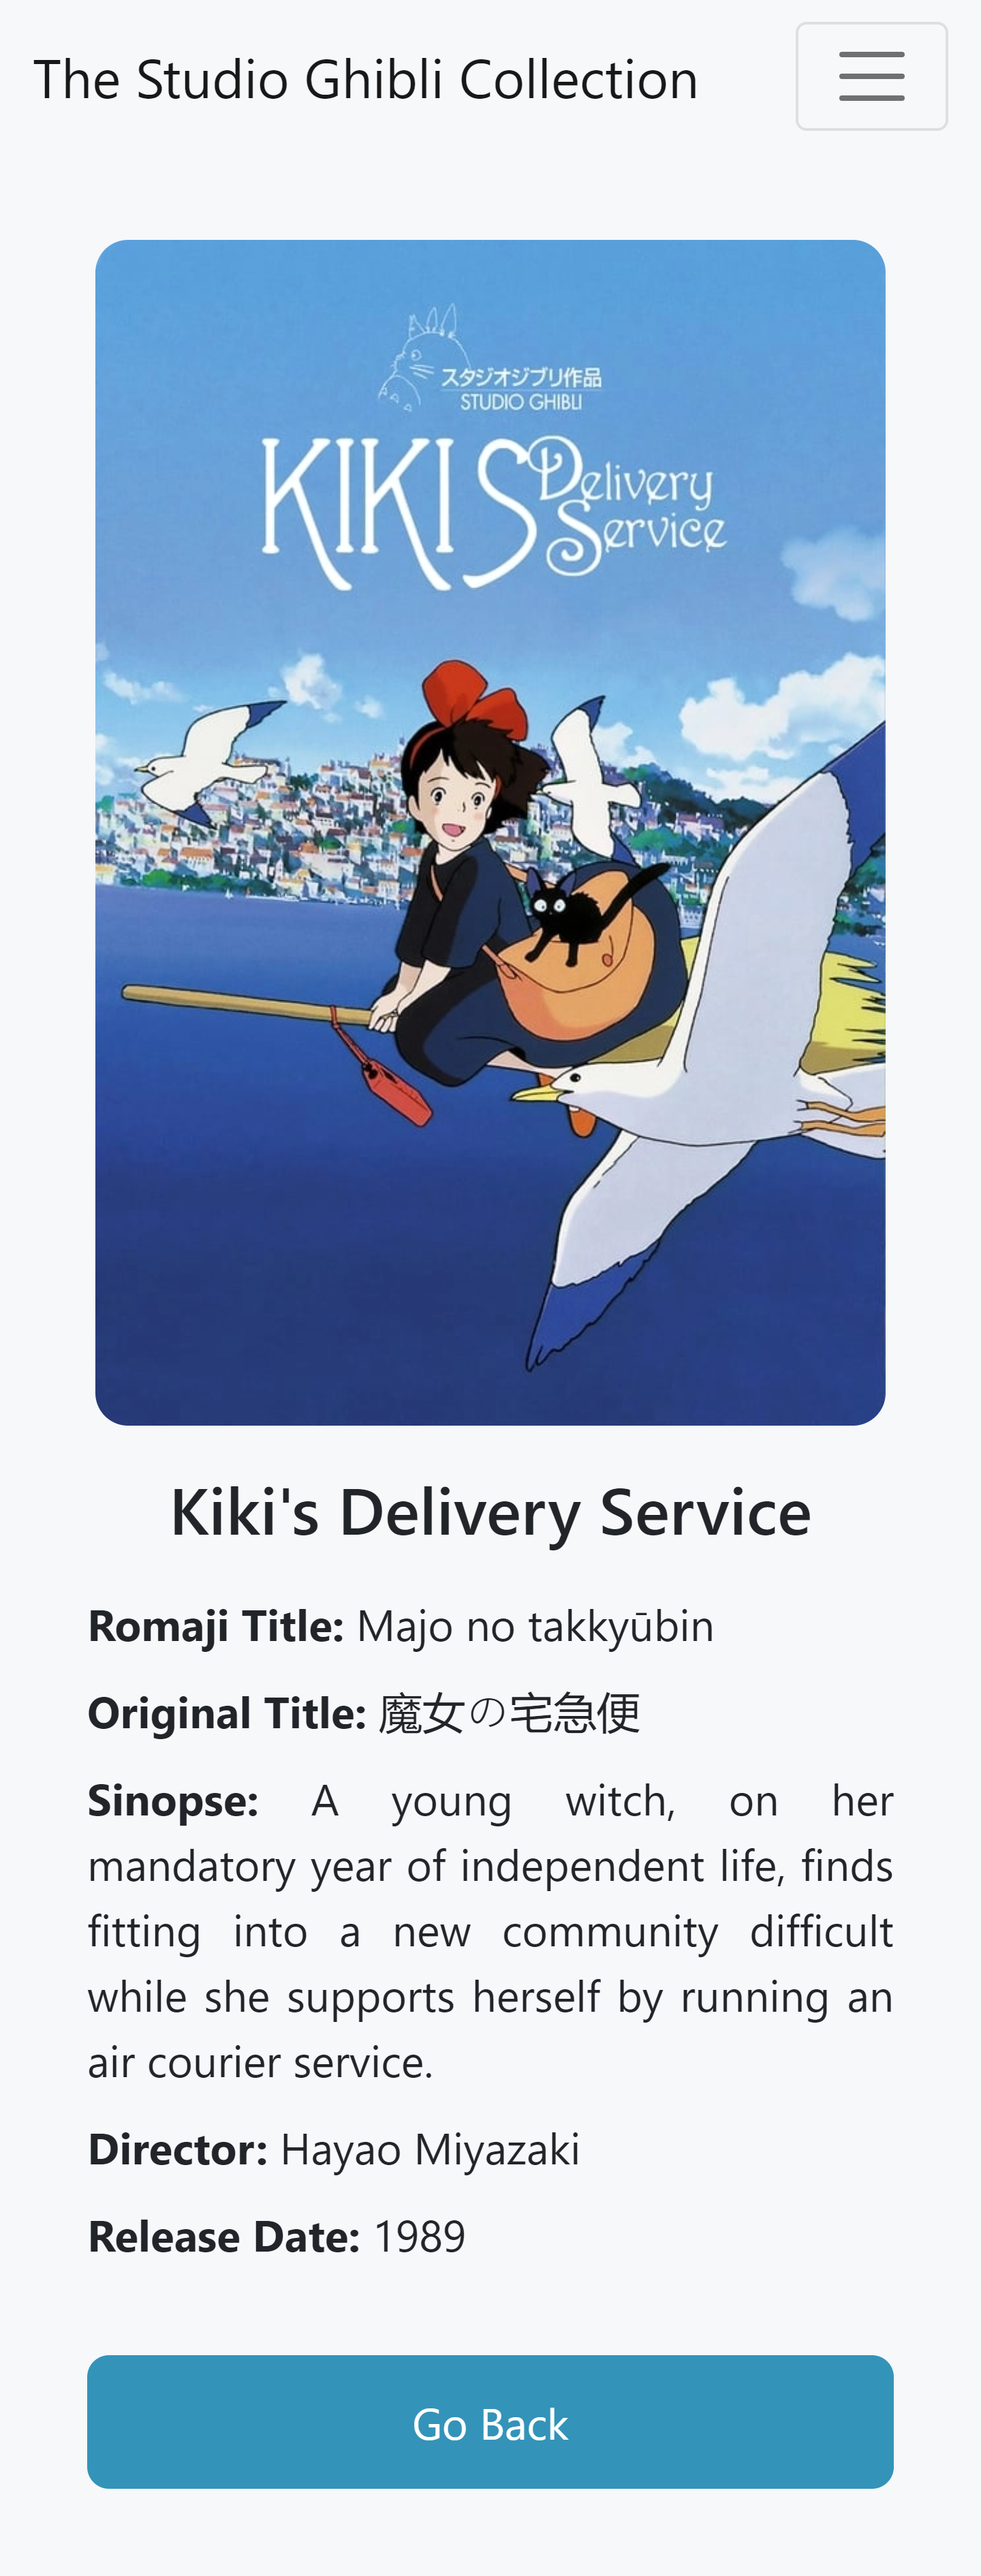 The Studio Ghibli Collection
スタジオジブリ作品
STUDIO GHIBLI
KIKI'S Delivery Service
Kiki's Delivery Service
Romaji Title: Majo no takkyūbin
Original Title: 魔女の宅急便
Sinopse: A young witch, on her
mandatory year of independent life, finds
fitting into a new community difficult
while she supports herself by running an
air courier service.
Director: Hayao Miyazaki
Release Date: 1989
Go Back